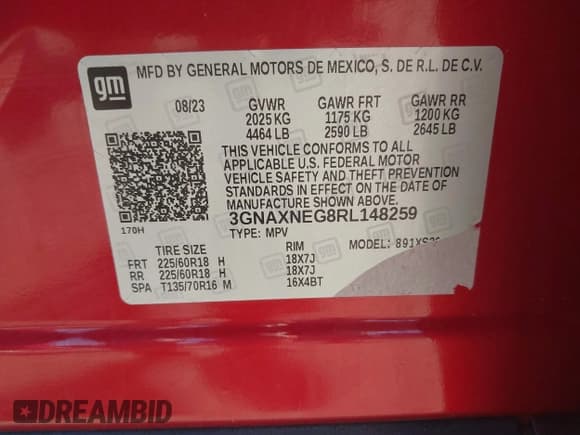 gm
MFD BY GENERAL MOTORS DE MEXICO, S. DE R.L. DE C.V.
08/23 GVWR GAWR FRT GAWR RR
2025 KG 1175 KG 1200 KG
4464 LB 2590 LB 2645 LB
THIS VEHICLE CONFORMS TO ALL
APPLICABLE U.S. FEDERAL MOTOR
VEHICLE SAFETY AND THEFT PREVENTION
STANDARDS IN EFFECT ON THE DATE OF
MANUFACTURE SHOWN ABOVE.
170H
3GNAXNEG8RL148259
TYPE: MPV MODEL:
TIRE SIZE RIM
FRT 225/60R18 H 18X7J
RR 225/60R18 H 18X7J
SPA T135/70R16 M 16X4BT
DREAMBID